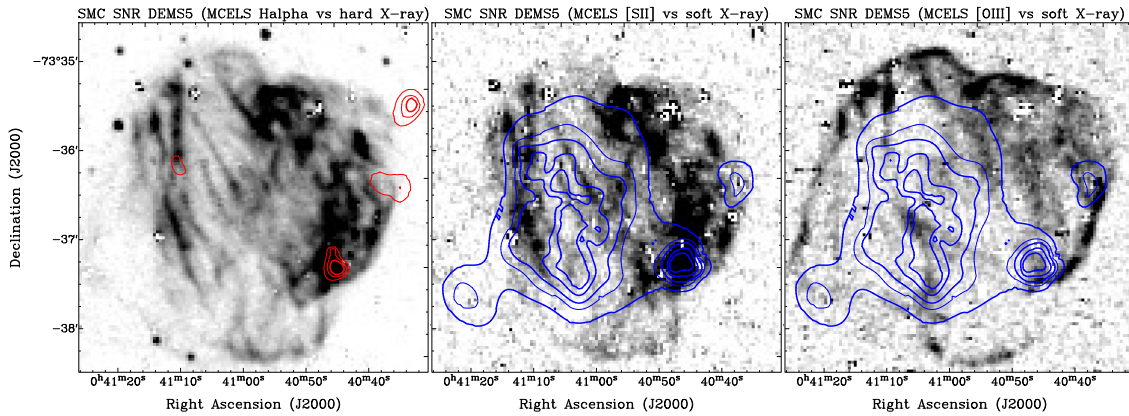 SMC SNR DEMS5 (MCELS Halpha vs hard X-ray)
SMC SNR DEMS5 (MCELS [SII] vs soft X-ray)
SMC SNR DEMS5 (MCELS [OIII] vs soft X-ray)
Declination (J2000)
-73°35'
-36'
-37'
-38'
0h41m20s 41m10s 41m00s 40m50s 40m40s
0h41m20s 41m10s 41m00s 40m50s 40m40s
0h41m20s 41m10s 41m00s 40m50s 40m40s
Right Ascension (J2000)
Right Ascension (J2000)
Right Ascension (J2000)